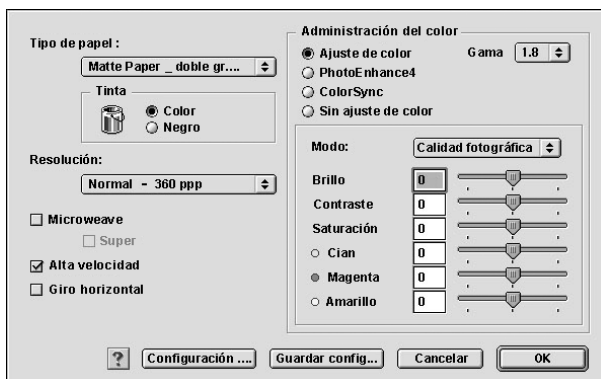 Tipo de papel :
Matte Paper _ doble gr....
Tinta
Color
Negro
Resolución:
Normal - 360 ppp
Microweave
Super
Alta velocidad
Giro horizontal
Administración del color
Ajuste de color
Gama 1.8
PhotoEnhance4
ColorSync
Sin ajuste de color
Modo: Calidad fotográfica
Brillo 0
Contraste 0
Saturación 0
Cian 0
Magenta 0
Amarillo 0
? Configuración .... Guardar config... Cancelar OK